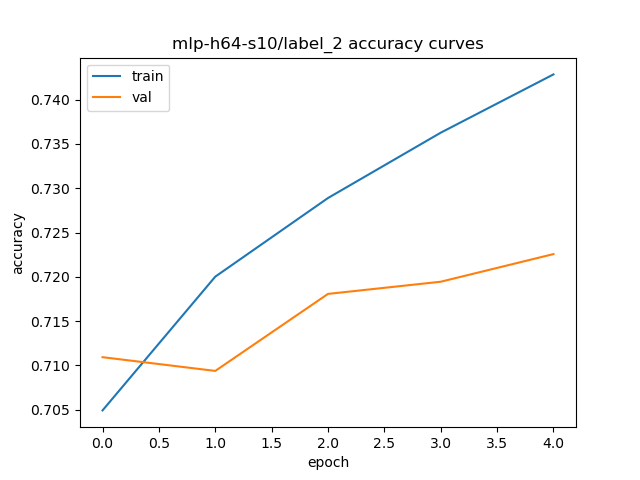 mlp-h64-s10/label_2 accuracy curves
train
val
0.740
0.735
0.730
0.725
0.720
0.715
0.710
0.705
accuracy
0.0 0.5 1.0 1.5 2.0 2.5 3.0 3.5 4.0
epoch